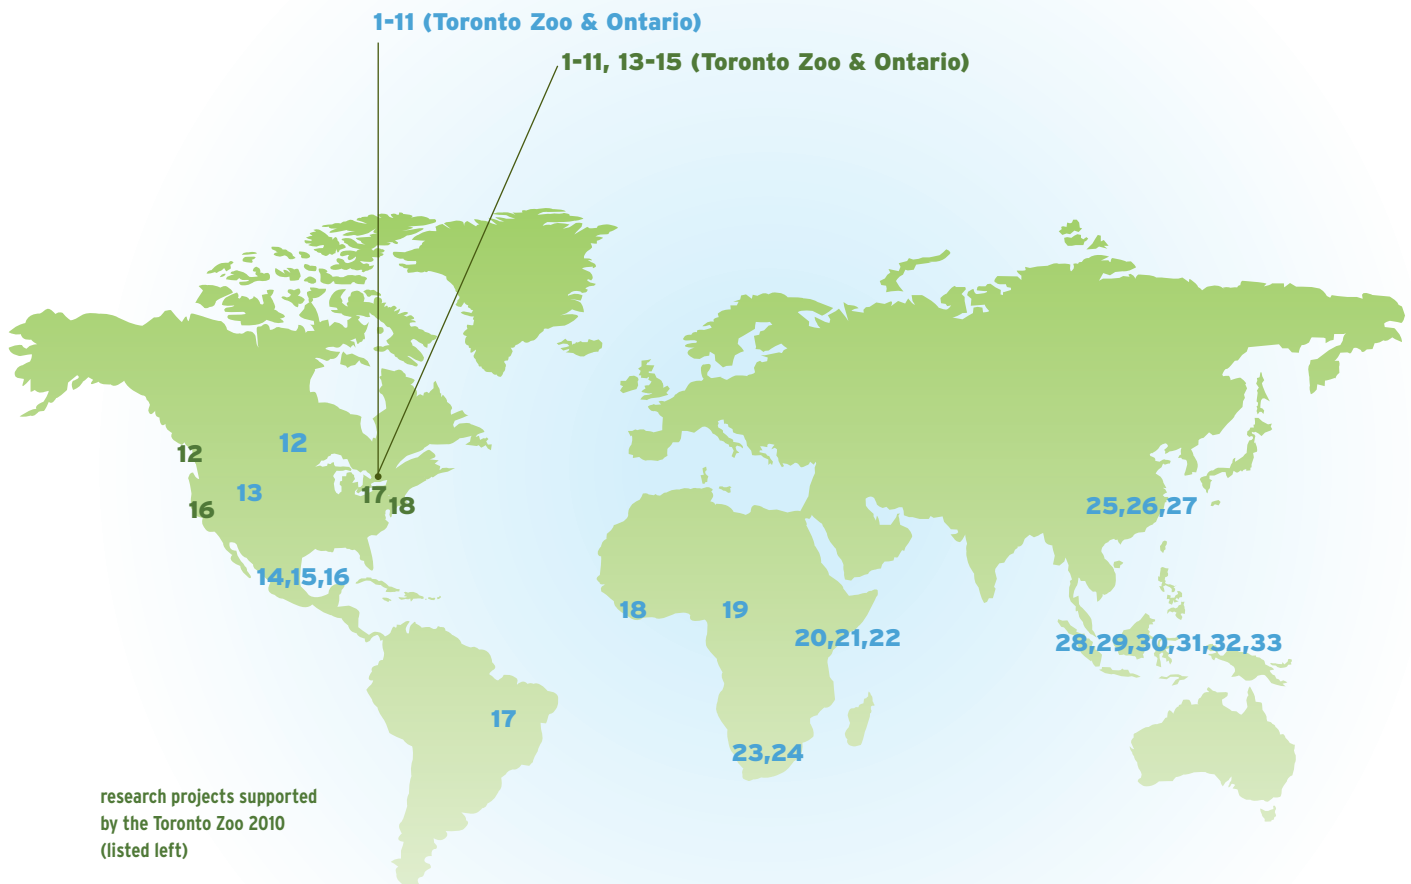 1-11 (Toronto Zoo & Ontario)
1-11, 13-15 (Toronto Zoo & Ontario)
12
12
13
17
18
16
25,26,27
14,15,16
18
19
20,21,22
28,29,30,31,32,33
17
23,24
research projects supported
by the Toronto Zoo 2010
(listed left)